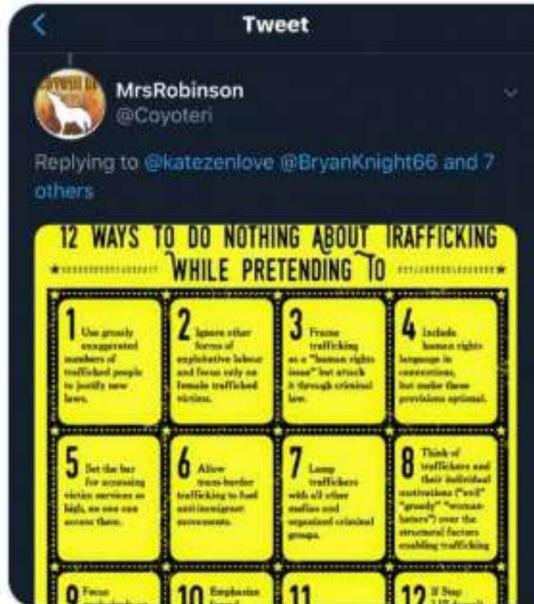 Tweet
MrsRobinson
@Coyoteri
Replying to @katezenlove @BryanKnight66 and 7
others
12 WAYS TO DO NOTHING ABOUT TRAFFICKING
WHILE PRETENDING TO
1 Use grossly
exaggerated
numbers of
trafficked people
to justify new
laws.
2 Ignore other
forms of
exploitative labour
and focus only on
female trafficked
victims.
3 Frame
trafficking
as a "human rights
issue" but attack
it through criminal
law.
4 Include
human rights
language in
conventions,
but make these
provisions optional.
5 Set the bar
for accessing
victim services so
high, no one can
access them.
6 Allow
trans-border
trafficking to fuel
anti-immigrant
movements.
7 Lump
traffickers
with all other
mafias and
organized criminal
groups.
8 Think of
traffickers and
their individual
motivations ("evil"
"greedy" "woman-
haters") over the
structural factors
enabling trafficking
9 Focus
10 Emphasize
11
12 If Step